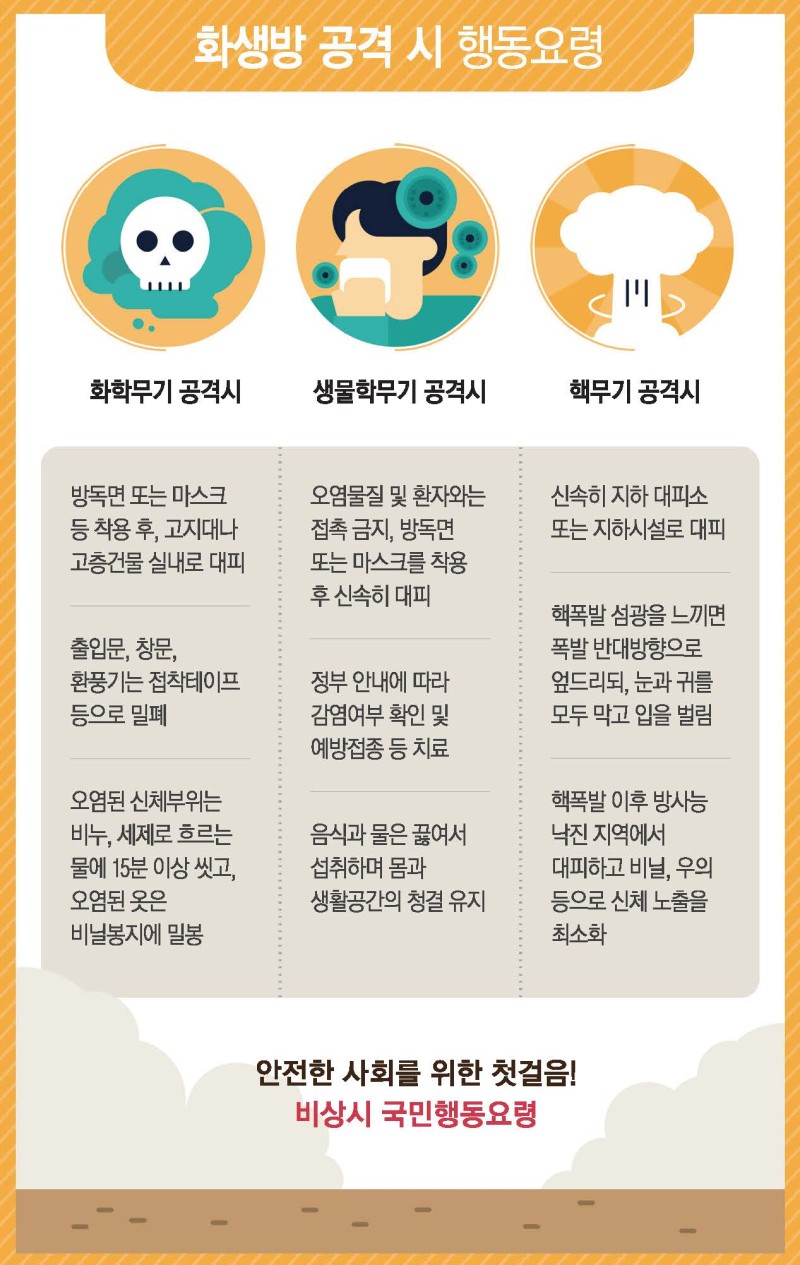 화생방 공격 시 행동요령
화학무기 공격시
생물학무기 공격시
핵무기 공격시
방독면 또는 마스크
등 착용 후, 고지대나
고층건물 실내로 대피
출입문, 창문,
환풍기는 접착테이프
등으로 밀폐
오염된 신체부위는
비누, 세제로 흐르는
물에 15분 이상 씻고,
오염된 옷은
비닐봉지에 밀봉
오염물질 및 환자와는
접촉 금지, 방독면
또는 마스크를 착용
후 신속히 대피
정부 안내에 따라
감염여부 확인 및
예방접종 등 치료
음식과 물은 끓여서
섭취하며 몸과
생활공간의 청결 유지
신속히 지하 대피소
또는 지하시설로 대피
핵폭발 섬광을 느끼면
폭발 반대방향으로
엎드리되, 눈과 귀를
모두 막고 입을 벌림
핵폭발 이후 방사능
낙진 지역에서
대피하고 비닐, 우의
등으로 신체 노출을
최소화
안전한 사회를 위한 첫걸음!
비상시 국민행동요령